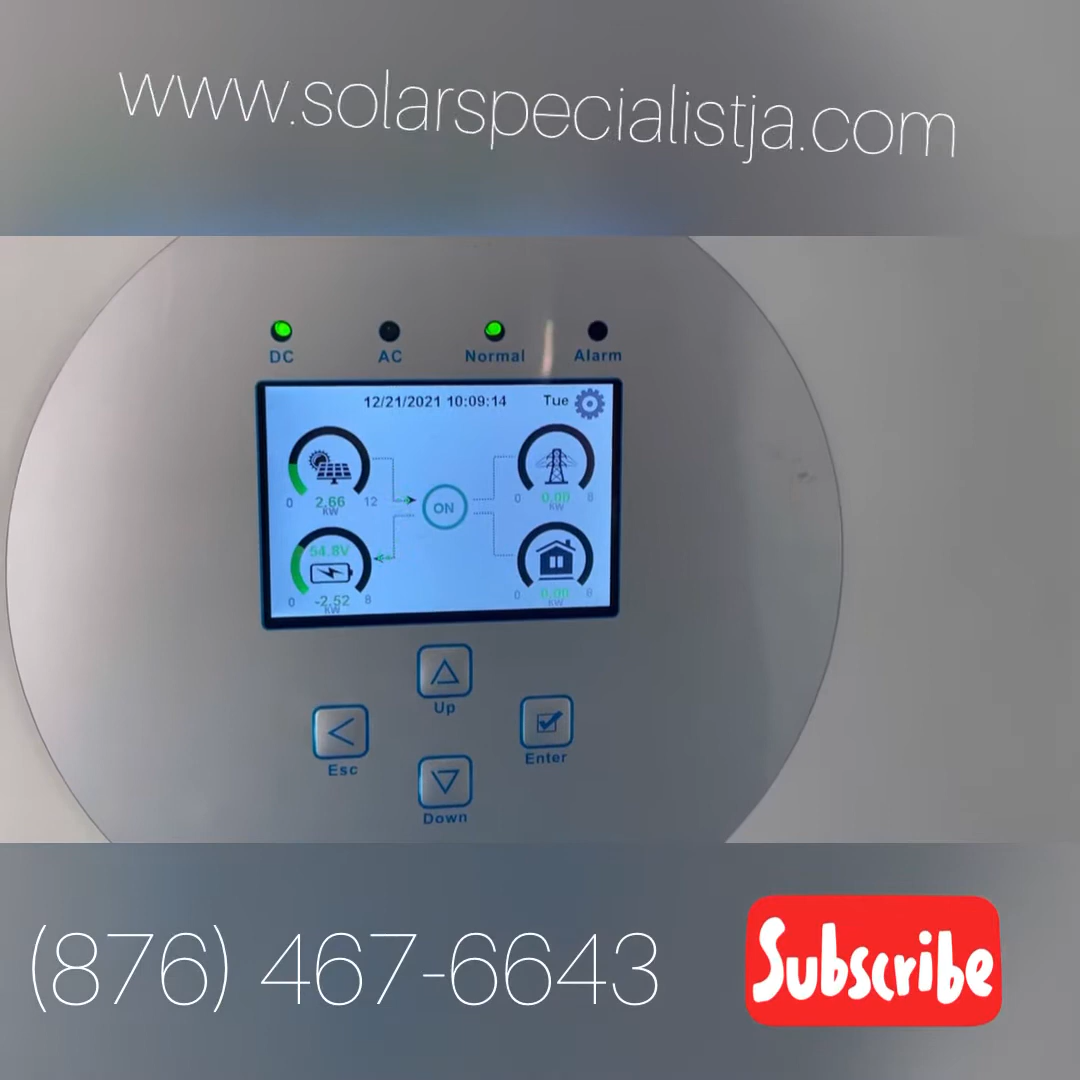 www.solarspecialistja.com
DC AC Normal Alarm
12/21/2021 10:09:14 Tue
0 2.66 12
KW
0 0.00 8
KW
ON
54.8V
0 -2.52 8
KW
0 0.00 8
KW
Up
Esc
Enter
Down
(876) 467-6643
Subscribe